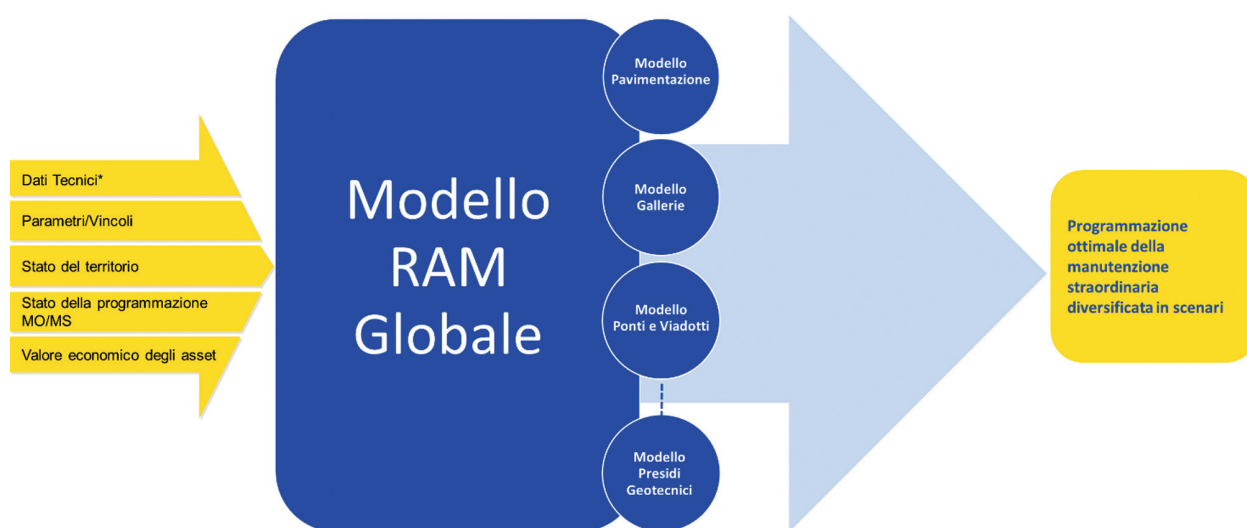 Dati Tecnici*
Parametri/Vincoli
Stato del territorio
Stato della programmazione
MO/MS
Valore economico degli asset
Modello
RAM
Globale
Modello
Pavimentazione
Modello
Gallerie
Modello
Ponti e Viadotti
Modello
Presidi
Geotecnici
Programmazione
ottimale della
manutenzione
straordinaria
diversificata in scenari